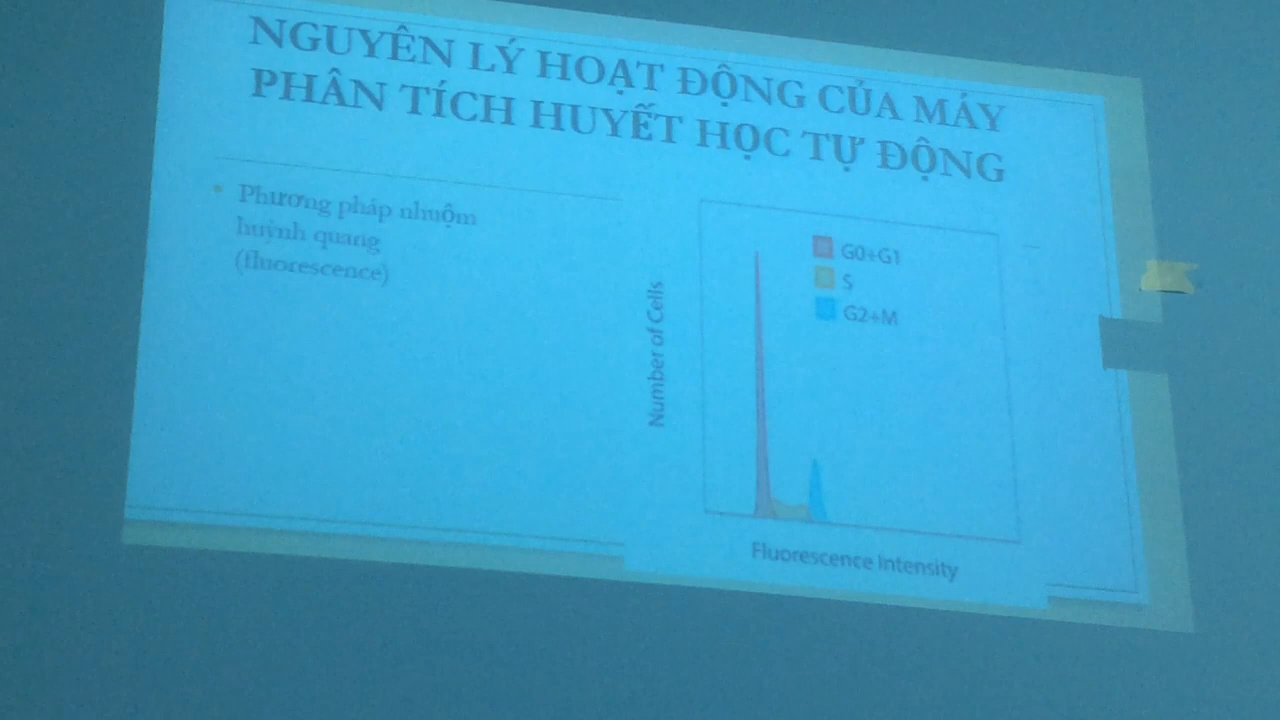 NGUYÊN LÝ HOẠT ĐỘNG CỦA MÁY
PHÂN TÍCH HUYẾT HỌC TỰ ĐỘNG
• Phương pháp nhuộm
huỳnh quang
(fluorescence)
Number of Cells
G0+G1
S
G2+M
Fluorescence Intensity